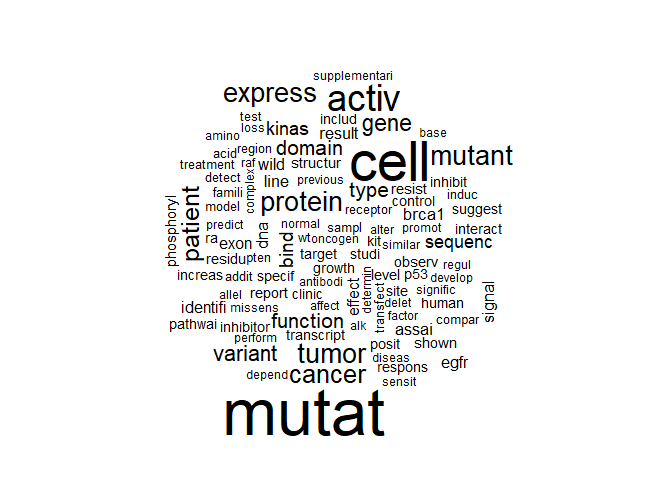 supplementari
express activ
test includ gene
loss kinas result base
amino
acid region domain cell mutant
treatment raf wild structur
detect line previous type resist inhibit
famili complex protein control induc
model receptor brca1 suggest
phosphoryl patient predict dna normal sampl alter promot interact
ra exon bind wt oncogen kit similar sequenc
residu pten target studi observ regul
increas addit specif growth level p53 develop
antibodi effect determin
allel report clinic site signific signal
identifi missens affect transfect delet human
pathwai inhibitor function alk factor compar
perform transcript assai
variant tumor posit shown
diseas
depend cancer respons egfr
sensit
mutat